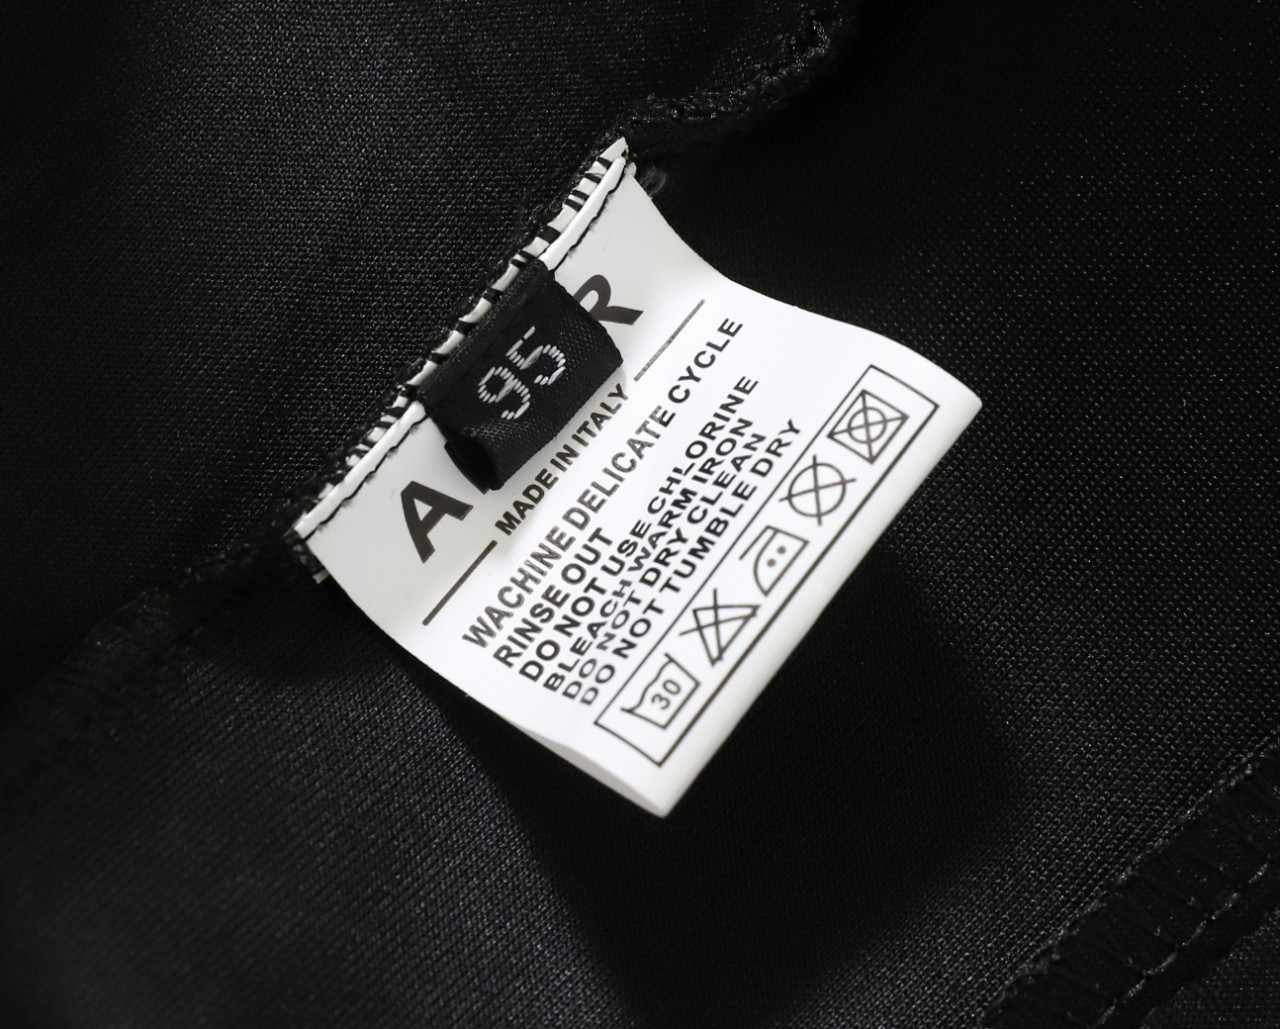 95
MADE IN ITALY
WACHINE DELICATE CYCLE
RINSE OUT
DO NOT USE CHLORINE
BLEACH WARM IRON
DO NOT DRY CLEAN
DO NOT TUMBLE DRY
30